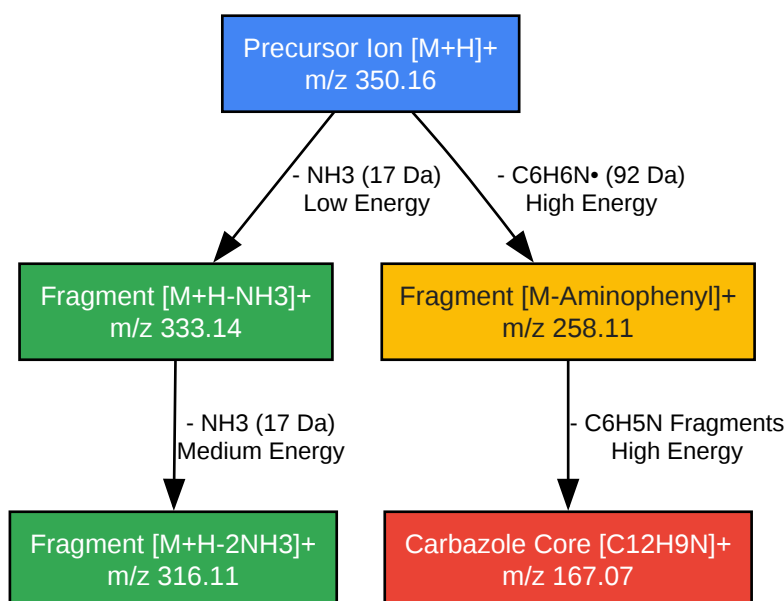 Precursor Ion [M+H]+
m/z 350.16
- NH3 (17 Da)
Low Energy
- C6H6N• (92 Da)
High Energy
Fragment [M+H-NH3]+
m/z 333.14
Fragment [M-Aminophenyl]+
m/z 258.11
- NH3 (17 Da)
Medium Energy
- C6H5N Fragments
High Energy
Fragment [M+H-2NH3]+
m/z 316.11
Carbazole Core [C12H9N]+
m/z 167.07